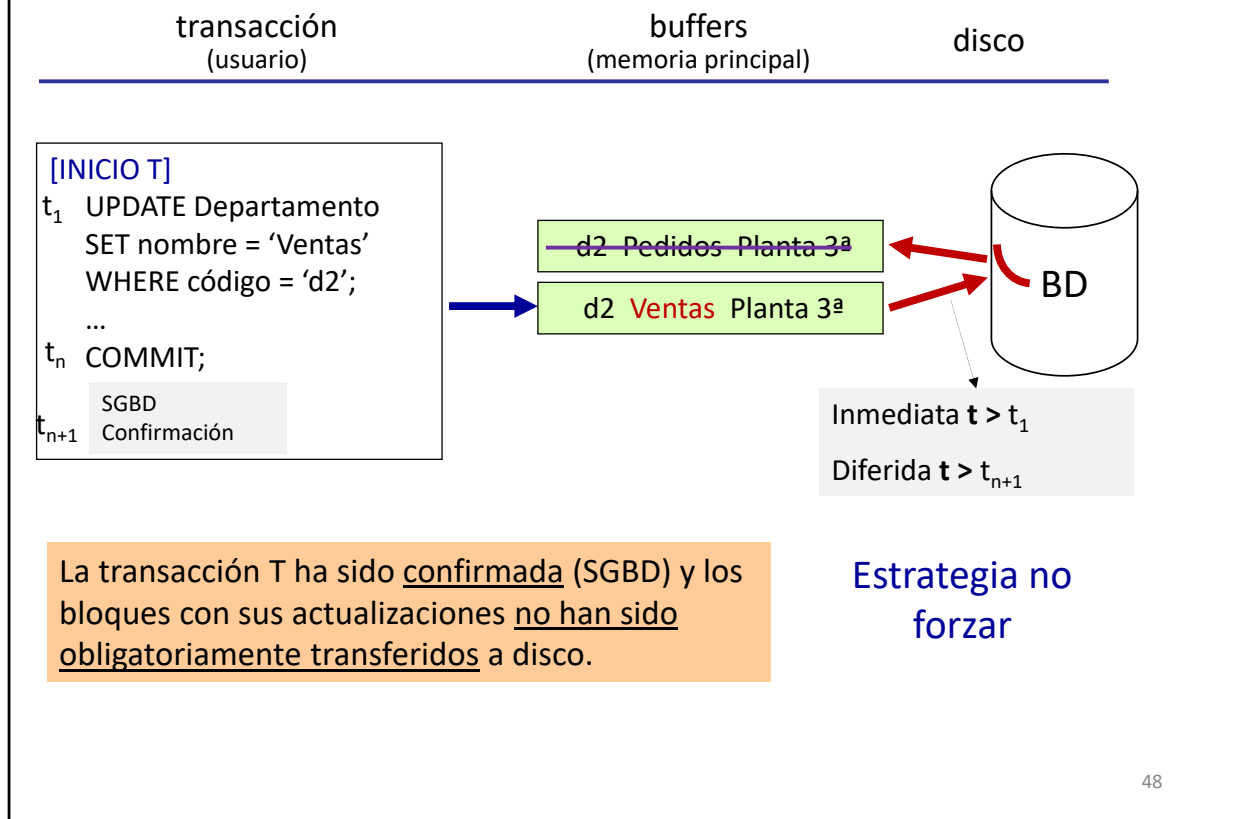 transacción
(usuario)
buffers
(memoria principal)
disco
[INICIO T]
t₁ UPDATE Departamento
SET nombre = ‘Ventas’
WHERE código = ‘d2’;
…
tₙ COMMIT;
SGBD
tₙ₊₁ Confirmación
d2 Pedidos Planta 3ª
d2 Ventas Planta 3ª
BD
Inmediata t > t₁
Diferida t > tₙ₊₁
La transacción T ha sido confirmada (SGBD) y los
bloques con sus actualizaciones no han sido
obligatoriamente transferidos a disco.
Estrategia no
forzar
48